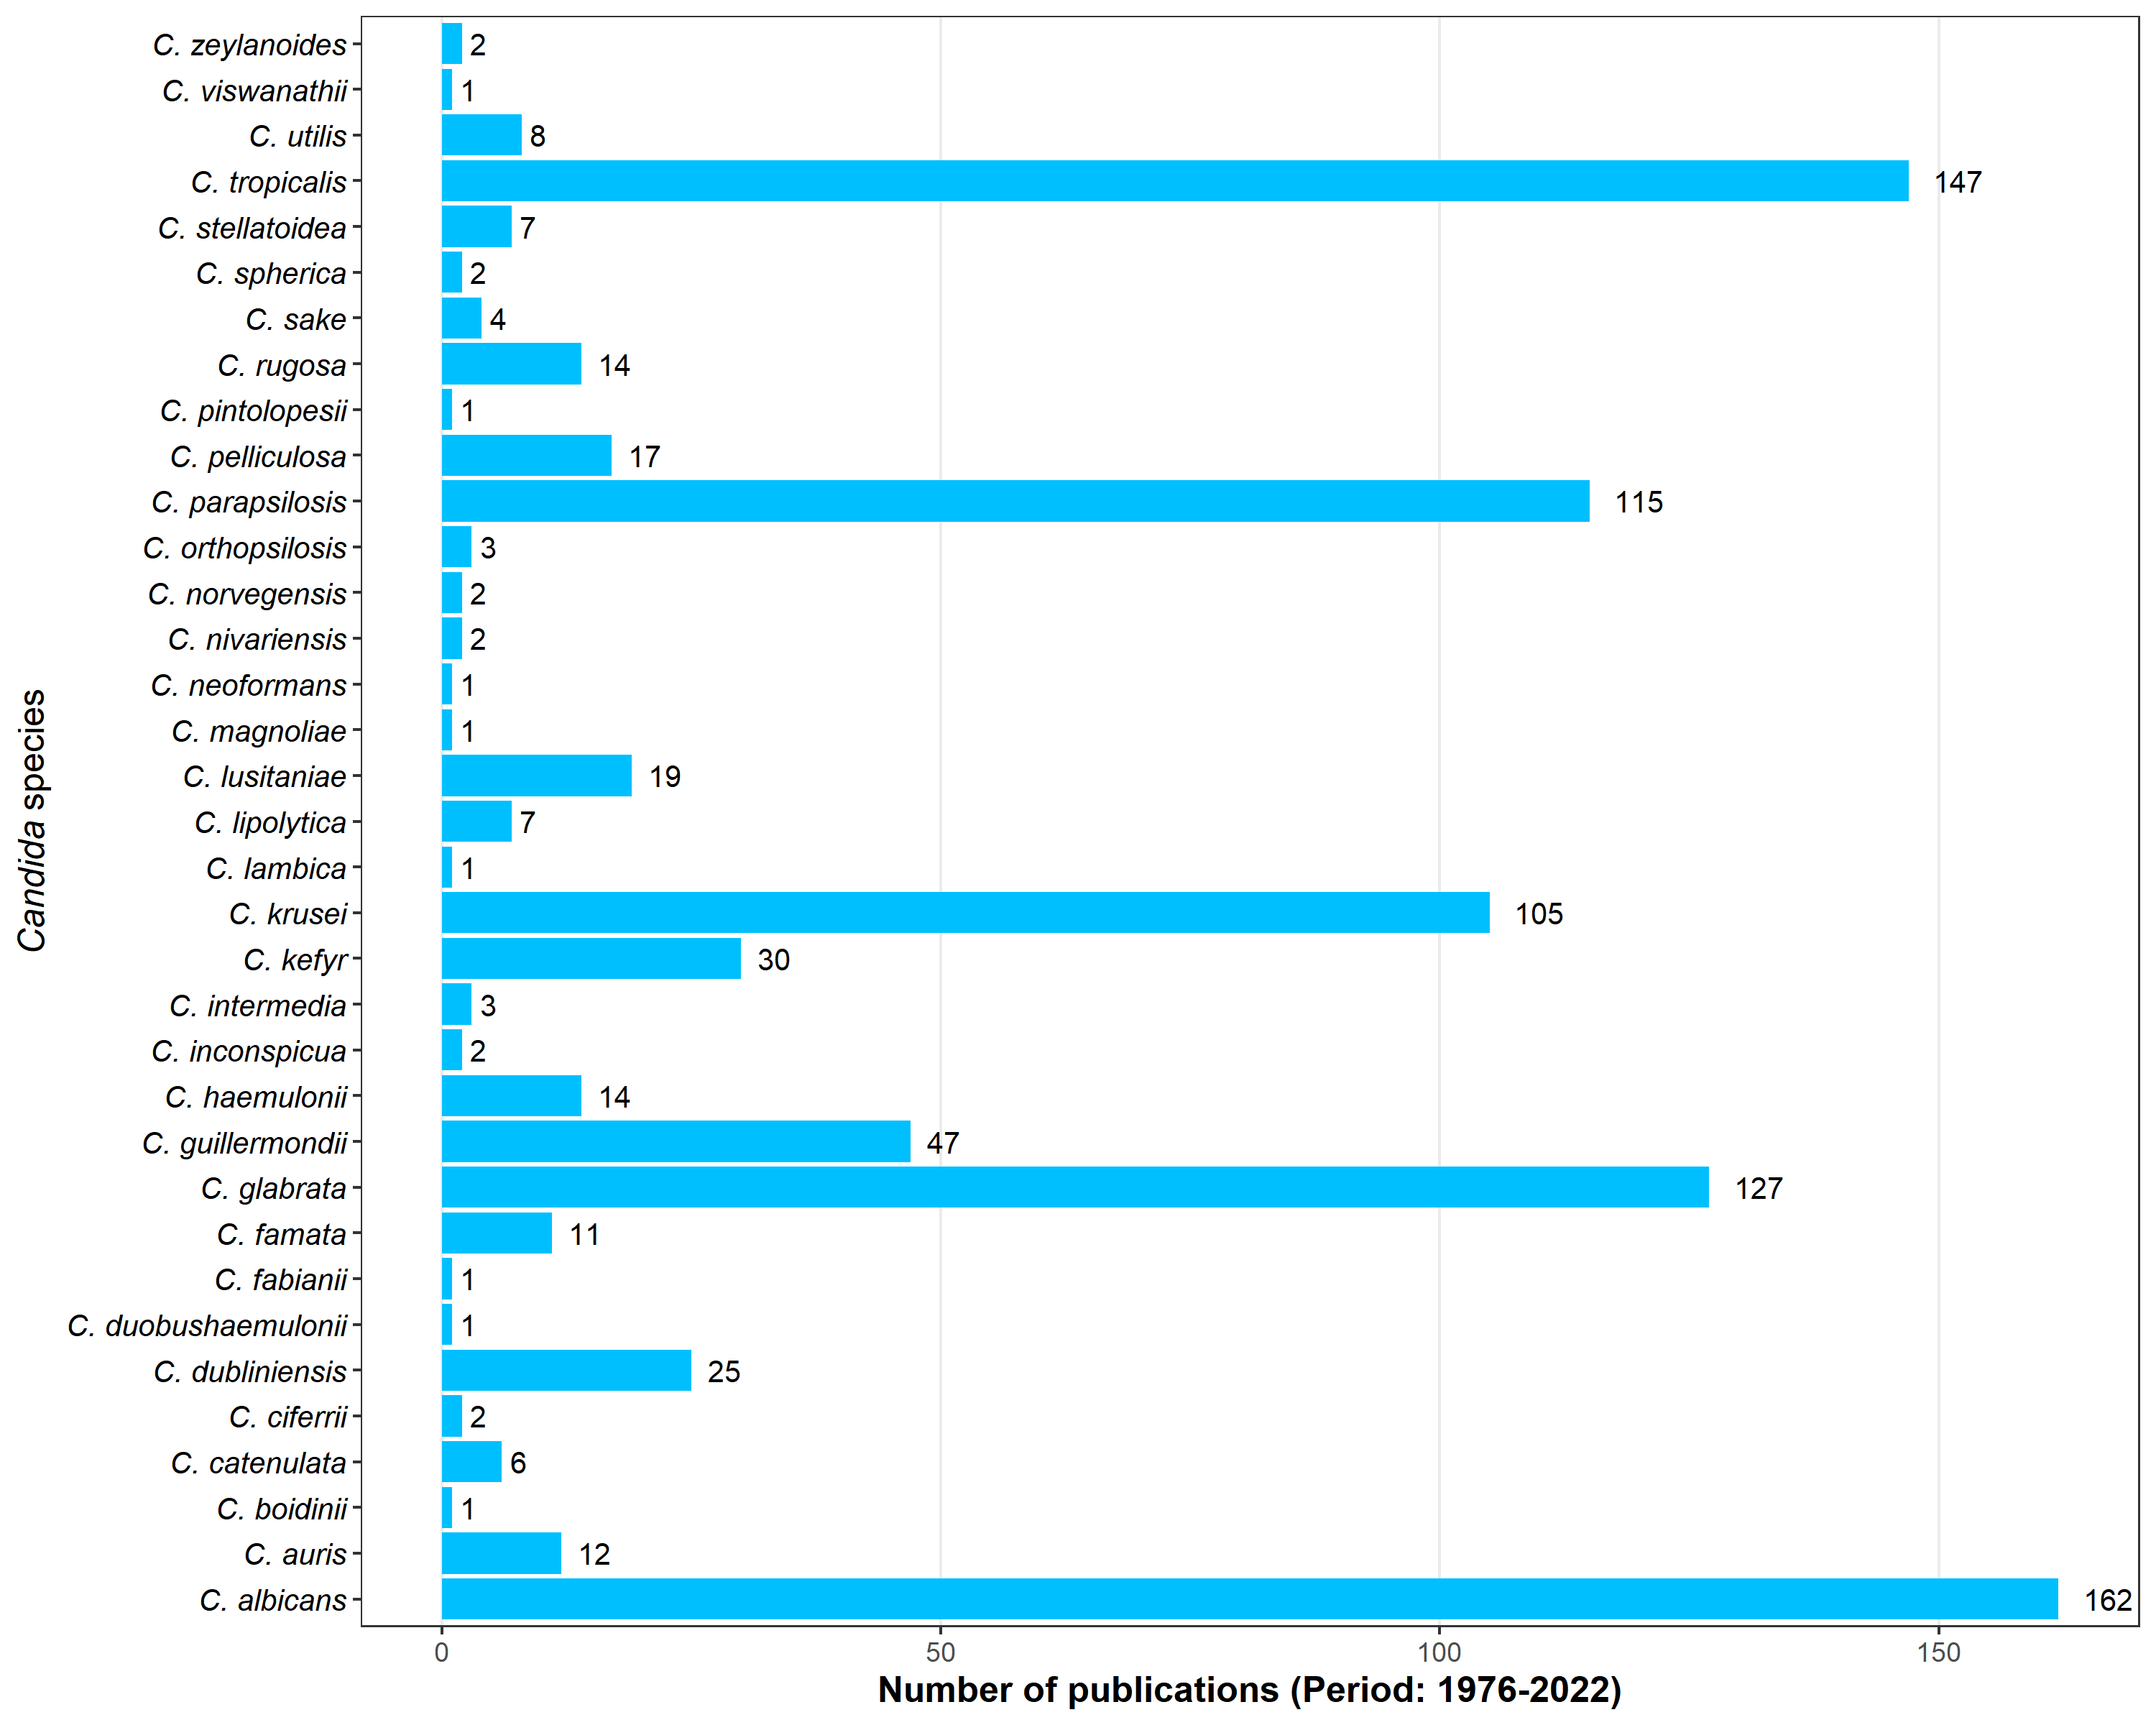 C. zeylanoides 2
C. viswanathii 1
C. utilis 8
C. tropicalis 147
C. stellatoidea 7
C. spherica 2
C. sake 4
C. rugosa 14
C. pintolopesii 1
C. pelliculosa 17
C. parapsilosis 115
C. orthopsilosis 3
C. norvegensis 2
C. nivariensis 2
C. neoformans 1
C. magnoliae 1
C. lusitaniae 19
C. lipolytica 7
C. lambica 1
C. krusei 105
C. kefyr 30
C. intermedia 3
C. inconspicua 2
C. haemulonii 14
C. guillermondii 47
C. glabrata 127
C. famata 11
C. fabianii 1
C. duobushaemulonii 1
C. dubliniensis 25
C. ciferrii 2
C. catenulata 6
C. boidinii 1
C. auris 12
C. albicans 162
Candida species
0 50 100 150
Number of publications (Period: 1976-2022)